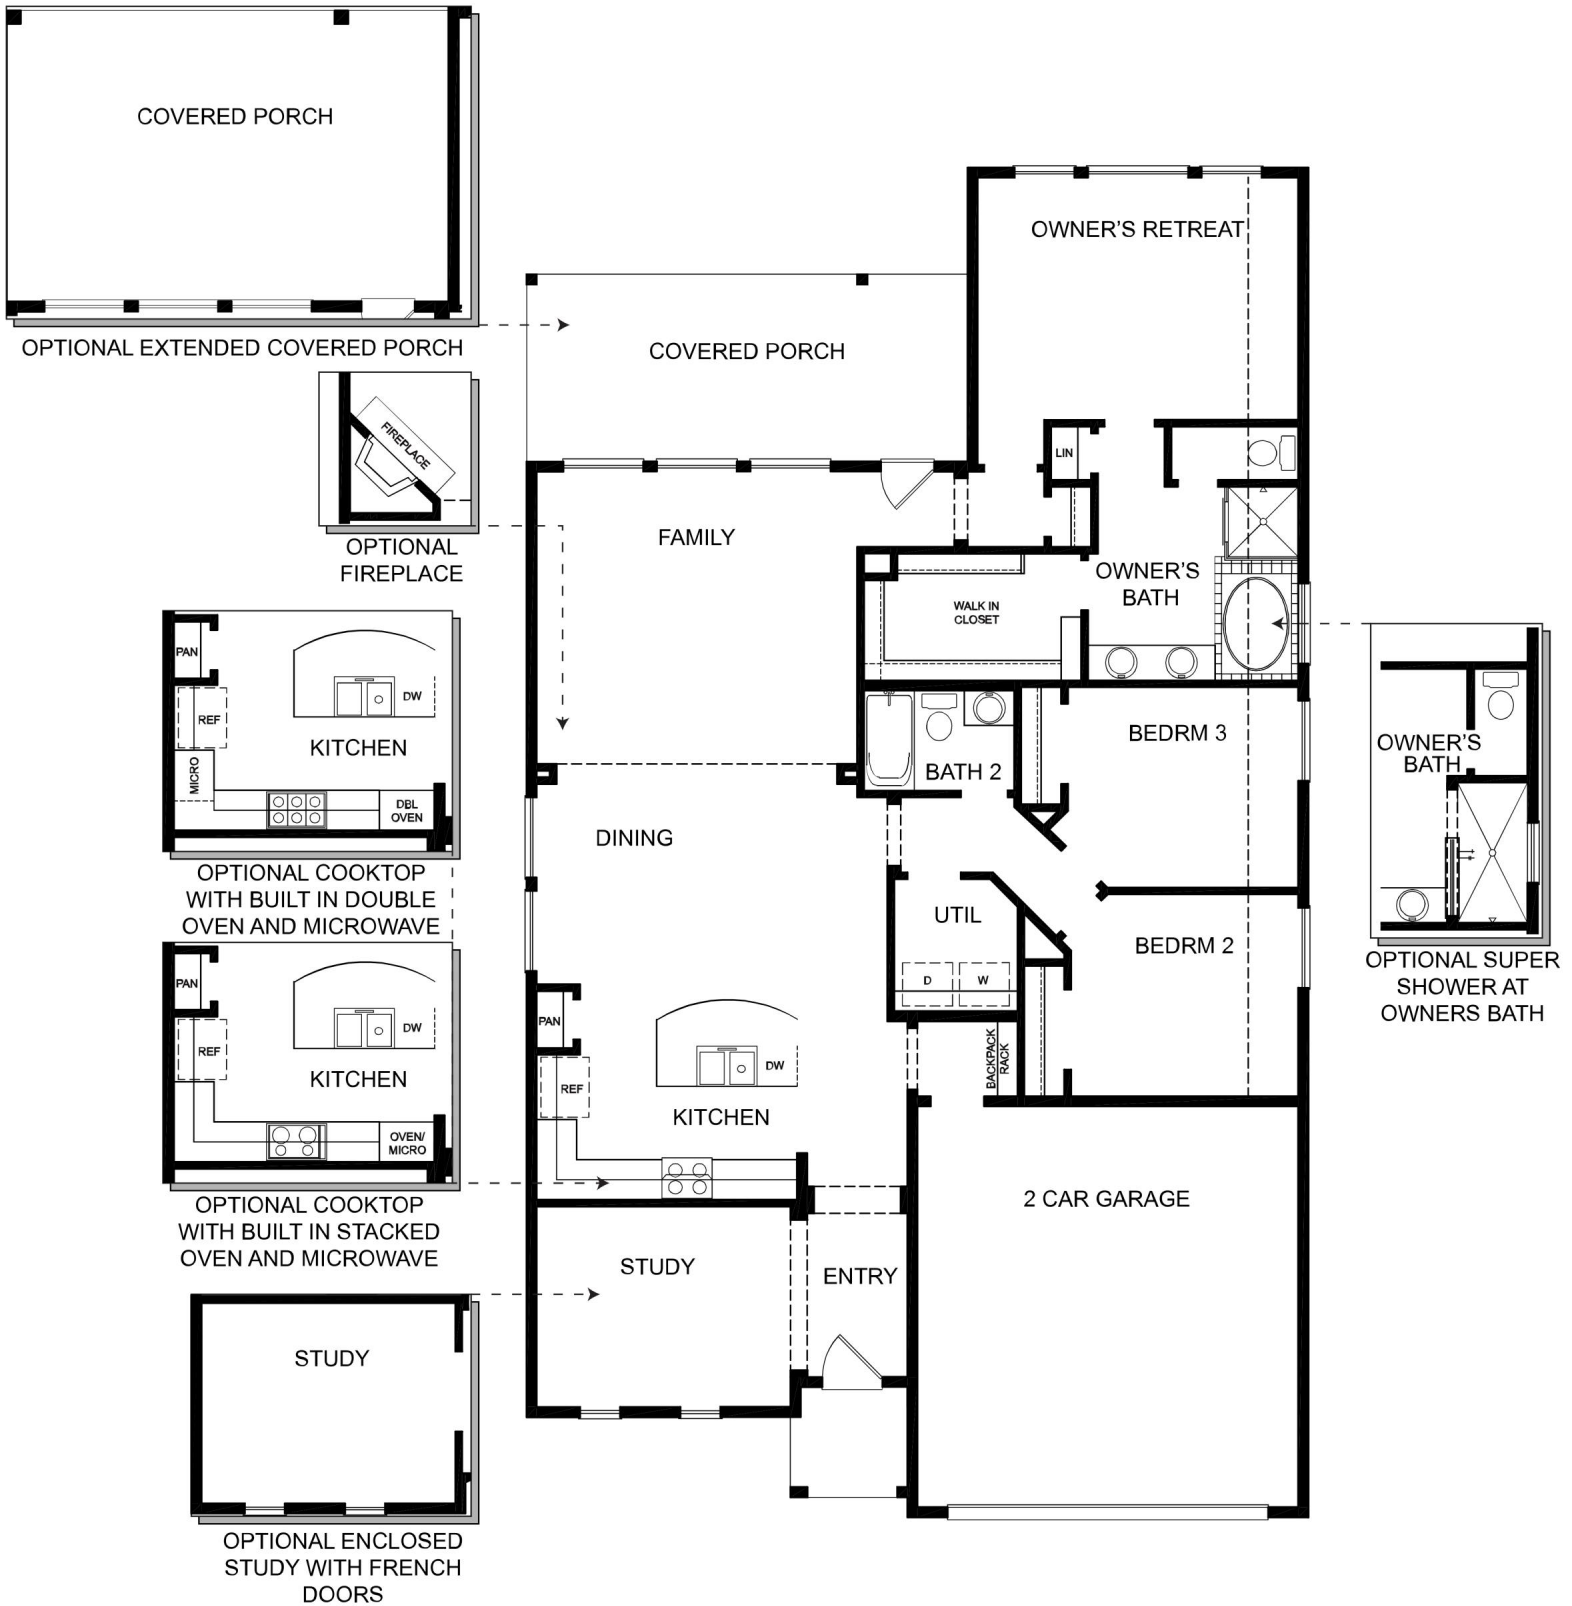 COVERED PORCH
OPTIONAL EXTENDED COVERED PORCH
OWNER'S RETREAT
COVERED PORCH
FIREPLACE
OPTIONAL
FIREPLACE
LIN
FAMILY
OWNER'S
BATH
WALK IN
CLOSET
PAN
REF
DW
KITCHEN
MICRO
DBL
OVEN
OPTIONAL COOKTOP
WITH BUILT IN DOUBLE
OVEN AND MICROWAVE
BEDRM 3
BATH 2
DINING
OWNER'S
BATH
OPTIONAL SUPER
SHOWER AT
OWNERS BATH
UTIL
D
W
BEDRM 2
PAN
REF
DW
KITCHEN
OVEN/
MICRO
OPTIONAL COOKTOP
WITH BUILT IN STACKED
OVEN AND MICROWAVE
PAN
REF
DW
KITCHEN
BACKPACK
RACK
2 CAR GARAGE
STUDY
ENTRY
STUDY
OPTIONAL ENCLOSED
STUDY WITH FRENCH
DOORS